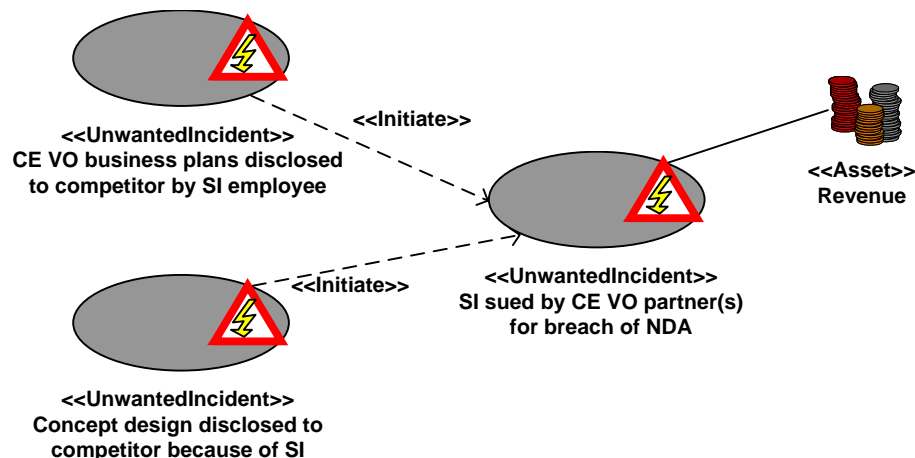 <<UnwantedIncident>>
CE VO business plans disclosed
to competitor by SI employee
<<Initiate>>
<<Asset>>
Revenue
<<Initiate>>
<<UnwantedIncident>>
SI sued by CE VO partner(s)
for breach of NDA
<<UnwantedIncident>>
Concept design disclosed to
competitor because of SI